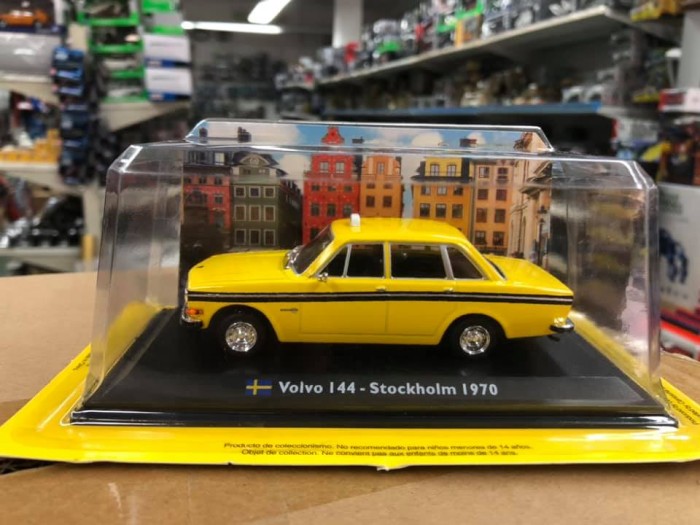 Volvo 144 - Stockholm 1970
Producto de coleccionismo. No recomendado para niños menores de 14 años.
Objet de collection. Ne convient pas aux enfants de moins de 14 ans.